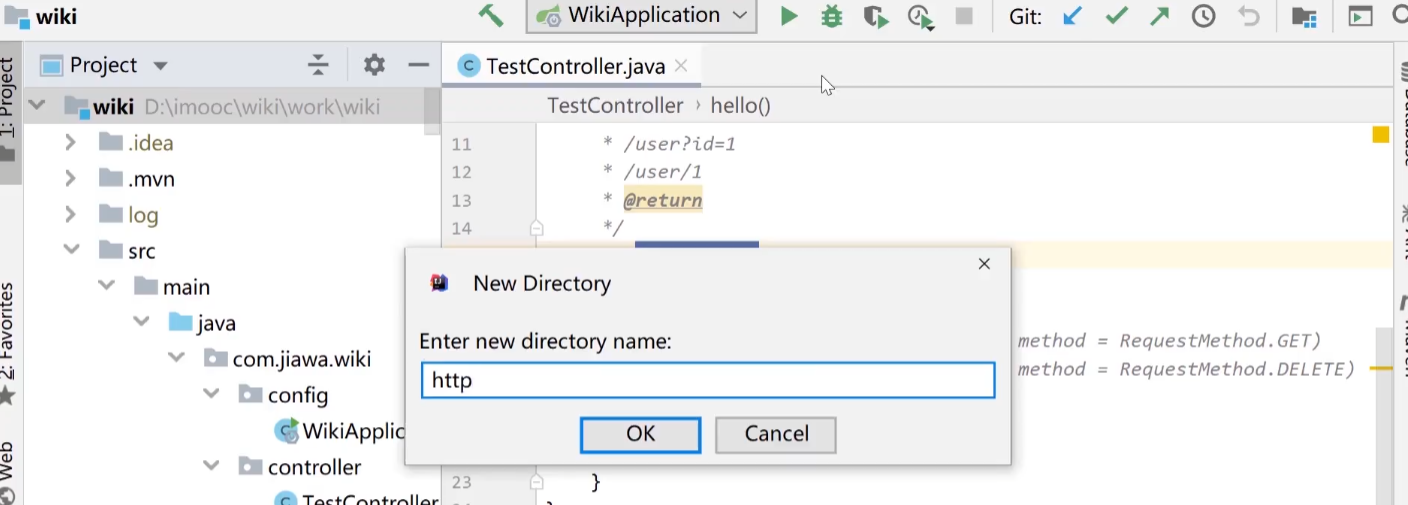 wiki
WikiApplication
Git:
1: Project
Project
TestController.java
wiki D:\imooc\wiki\work\wiki
TestController › hello()
.idea
11 * /user?id=1
.mvn
12 * /user/1
log
13 * @return
src
14 */
main
java
com.jiawa.wiki
config
WikiApplic
controller
TestController
New Directory
Enter new directory name:
http
OK
Cancel
method = RequestMethod.GET)
method = RequestMethod.DELETE)
23 }
2: Favorites
Web